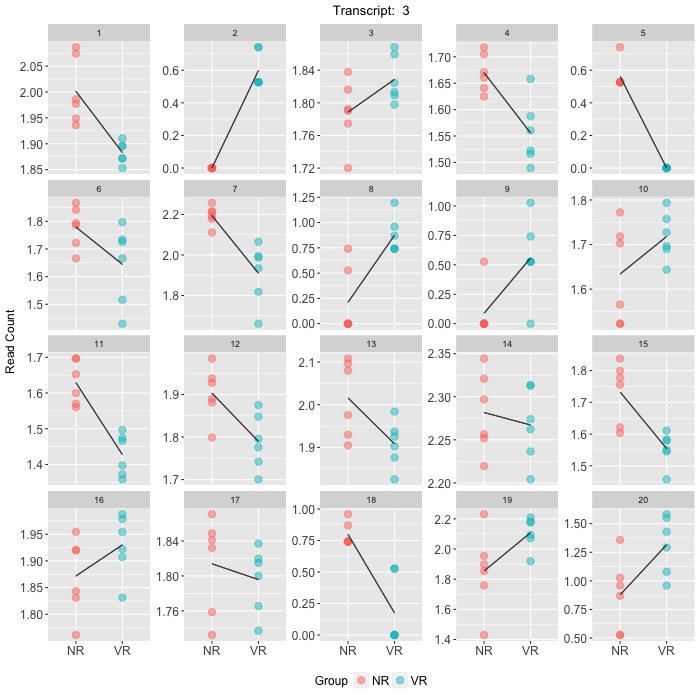 Transcript: 3
1 2 3 4 5
2.05 2.00 1.95 1.90 1.85
0.6 0.4 0.2 0.0
1.84 1.80 1.76 1.72
1.70 1.65 1.60 1.55 1.50
0.6 0.4 0.2 0.0
6 7 8 9 10
1.8 1.7 1.6 1.5
2.2 2.0 1.8
1.25 1.00 0.75 0.50 0.25 0.00
1.00 0.75 0.50 0.25 0.00
1.8 1.7 1.6
Read Count
11 12 13 14 15
1.7 1.6 1.5 1.4
1.9 1.8 1.7
2.1 2.0 1.9
2.35 2.30 2.25 2.20
1.8 1.7 1.6 1.5
16 17 18 19 20
1.95 1.90 1.85 1.80
1.84 1.80 1.76
1.00 0.75 0.50 0.25 0.00
2.2 2.0 1.8 1.6 1.4
1.50 1.25 1.00 0.75 0.50
NR VR NR VR NR VR NR VR NR VR
Group NR VR